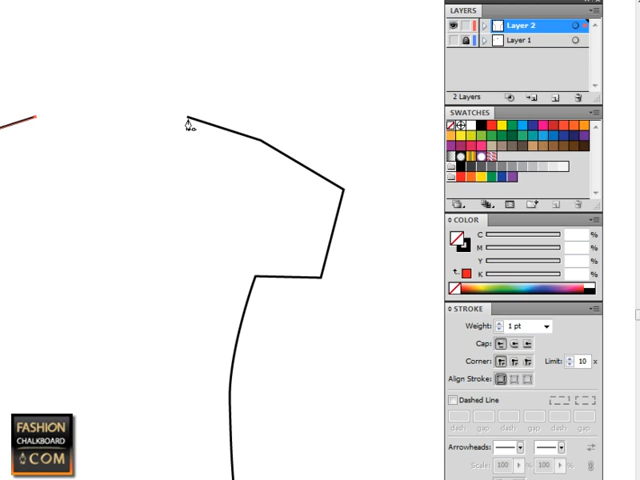 LAYERS
Layer 2
Layer 1
2 Layers
SWATCHES
COLOR
C %
M %
Y %
K %
STROKE
Weight: 1 pt
Cap:
Corner: Limit: 10 x
Align Stroke:
Dashed Line
dash gap dash gap dash gap
Arrowheads:
Scale: 100 % 100 %
FASHION
CHALKBOARD
.COM